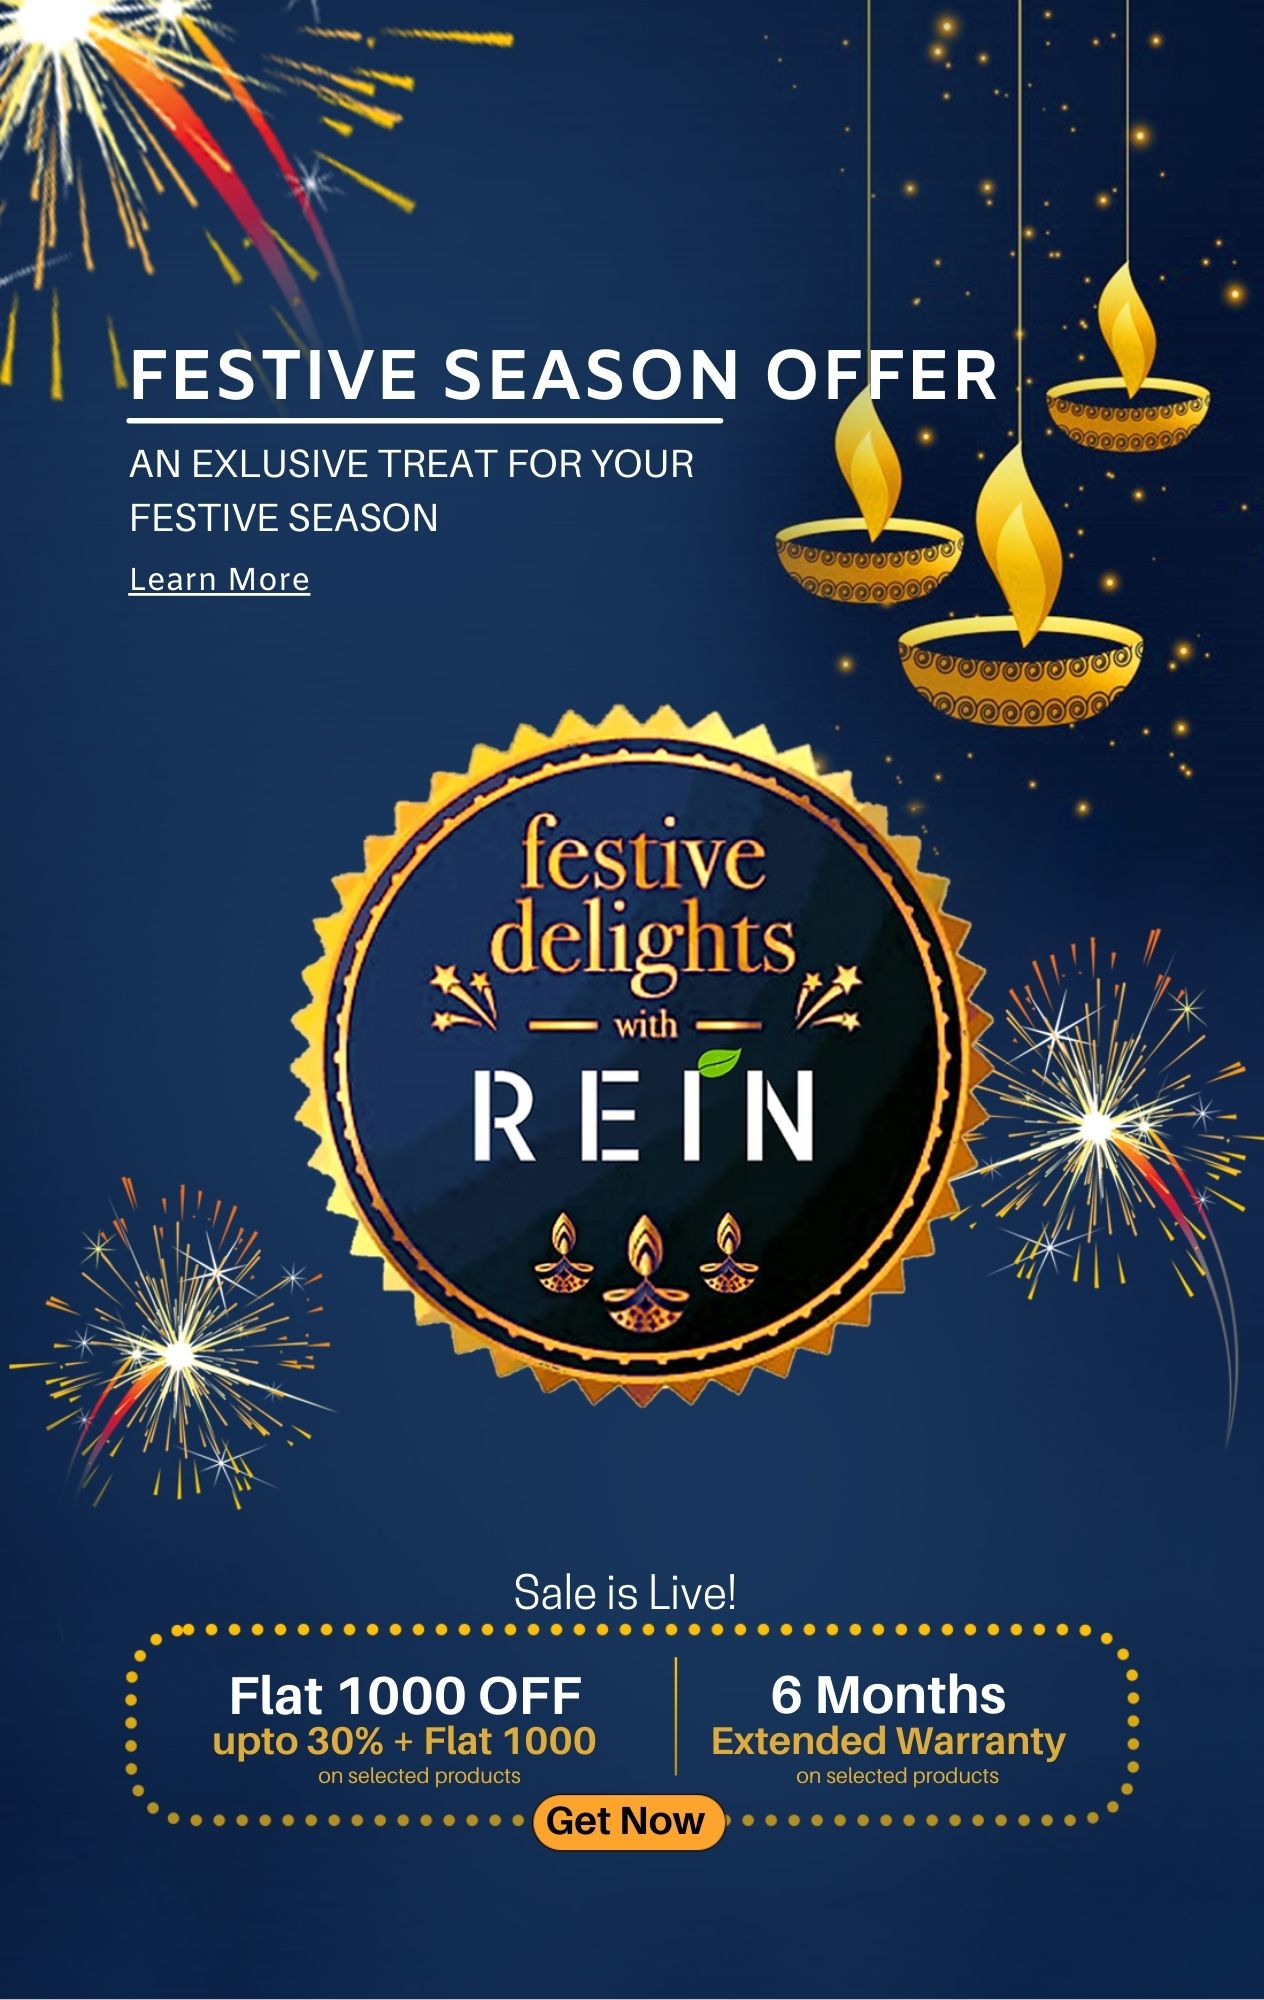 FESTIVE SEASON OFFER
AN EXLUSIVE TREAT FOR YOUR
FESTIVE SEASON
Learn More
festive
delights
with
REIN
Sale is Live!
Flat 1000 OFF
upto 30% + Flat 1000
on selected products
6 Months
Extended Warranty
on selected products
Get Now